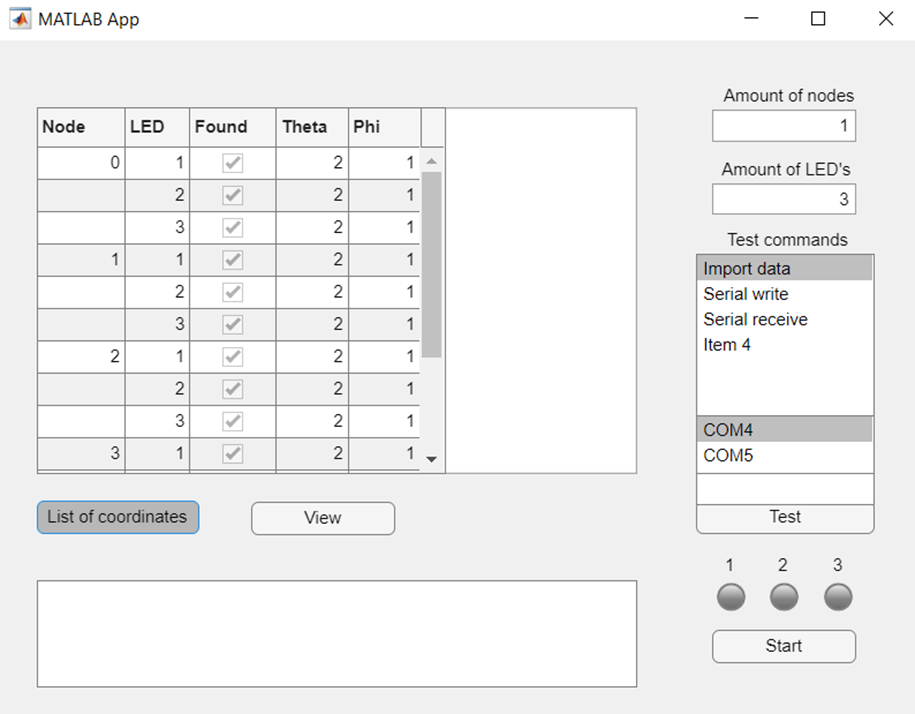 MATLAB App
Amount of nodes
1
Amount of LED's
3
Node LED Found Theta Phi
0 1 2 1
2 2 1
3 2 1
1 1 2 1
2 2 1
3 2 1
2 1 2 1
2 2 1
3 2 1
3 1 2 1
Test commands
Import data
Serial write
Serial receive
Item 4
COM4
COM5
Test
List of coordinates
View
1 2 3
Start